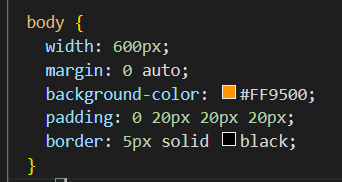 body {
  width: 600px;
  margin: 0 auto;
  background-color: #FF9500;
  padding: 0 20px 20px 20px;
  border: 5px solid black;
}